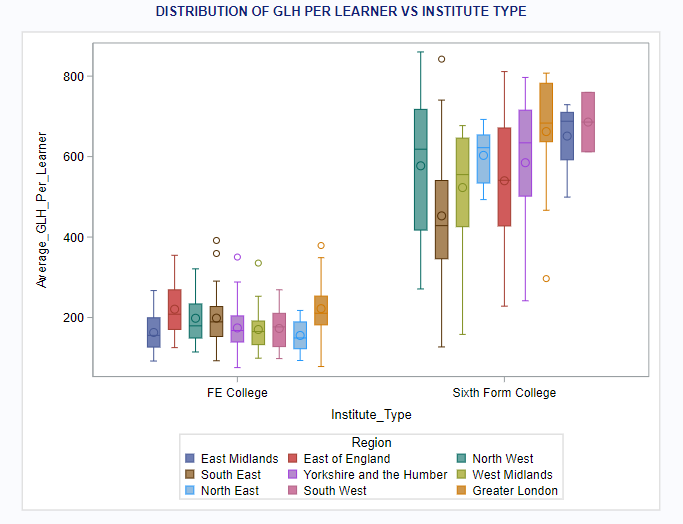 DISTRIBUTION OF GLH PER LEARNER VS INSTITUTE TYPE
Average_GLH_Per_Learner
800
600
400
200
FE College
Sixth Form College
Institute_Type
Region
East Midlands East of England North West
South East Yorkshire and the Humber West Midlands
North East South West Greater London